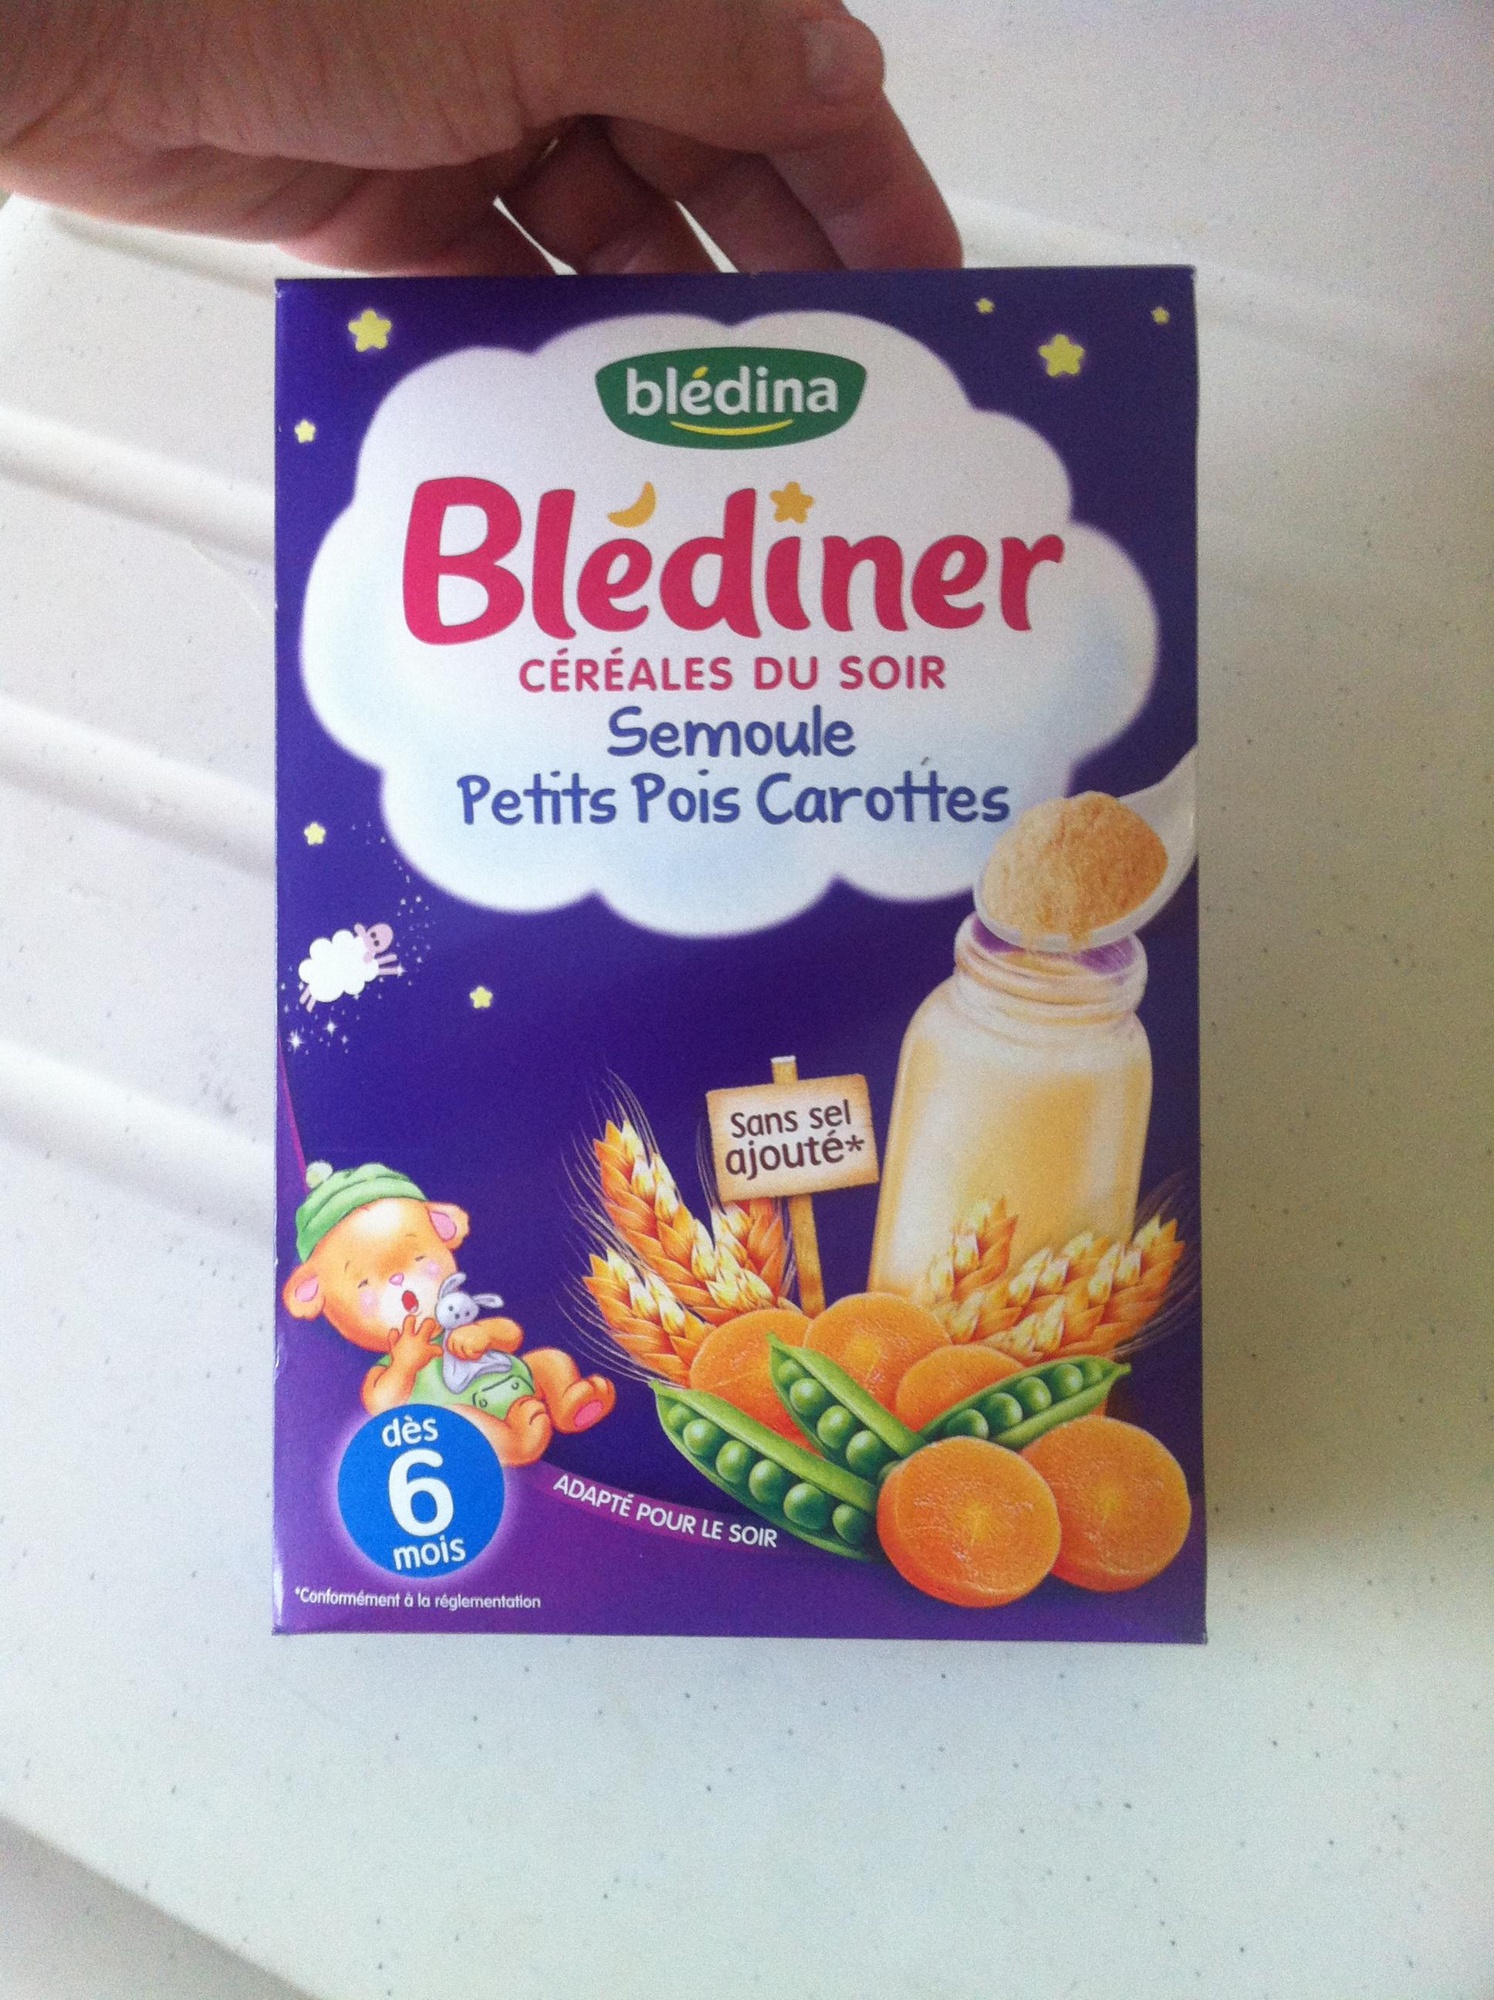 blédina
Blédiner
CÉRÉALES DU SOIR
Semoule
Petits Pois Carottes
Sans sel
ajouté*
dès
6
mois
ADAPTÉ POUR LE SOIR
*Conformément à la réglementation